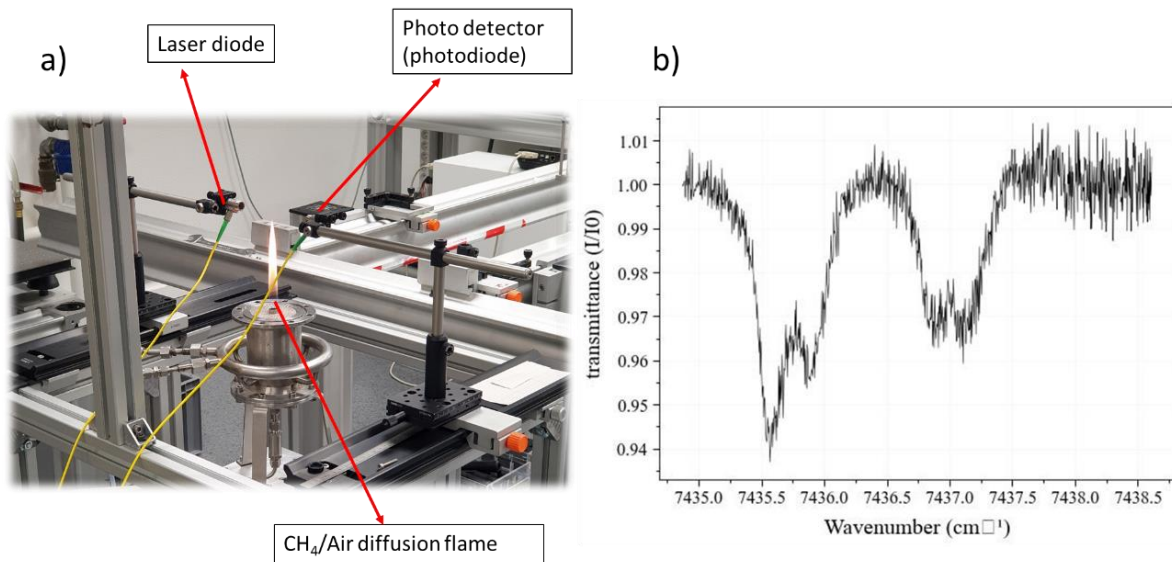 a)
Laser diode
Photo detector
(photodiode)
CH₄/Air diffusion flame
b)
transmittance (I/I0)
1.01
1.00
0.99
0.98
0.97
0.96
0.95
0.94
7435.0 7435.5 7436.0 7436.5 7437.0 7437.5 7438.0 7438.5
Wavenumber (cm□¹)